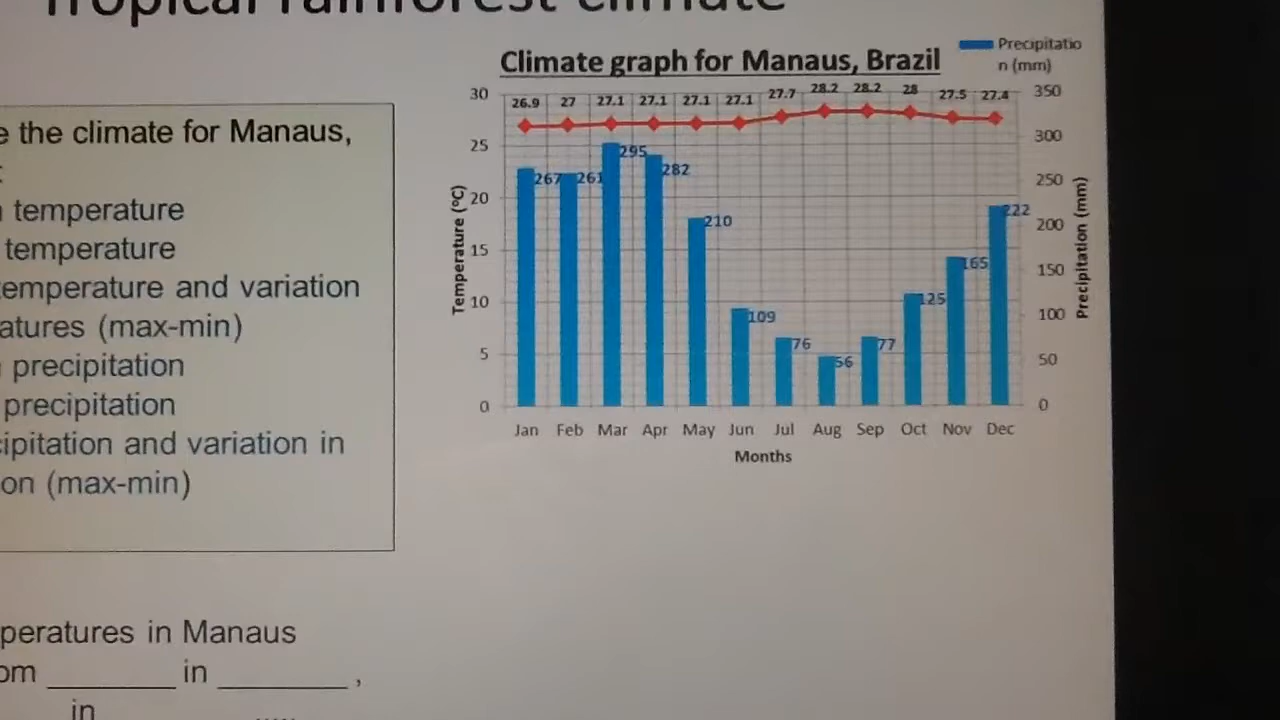 Tropical rainforest climate
e the climate for Manaus,
temperature
temperature
temperature and variation
atures (max-min)
precipitation
precipitation
cipitation and variation in
on (max-min)
peratures in Manaus
om ________ in ________ ,
in
Climate graph for Manaus, Brazil
Precipitatio
n (mm)
30 25 20 15 10 5 0
Temperature (°C)
26.9 27 27.1 27.1 27.1 27.1 27.7 28.2 28.2 28 27.5 27.4
267 261 295 282 210 109 76 56 77 125 165 222
350 300 250 200 150 100 50 0
Precipitation (mm)
Jan Feb Mar Apr May Jun Jul Aug Sep Oct Nov Dec
Months